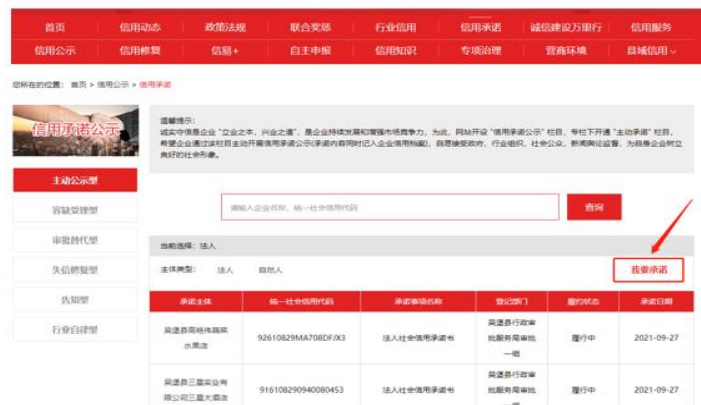 首页 信用动态 政策法规 联合奖惩 行业信用 信用承诺 诚信建设万里行 信用服务
信用公示 信用修复 信易+ 自主申报 信用知识 专项治理 营商环境 县域信用
您所在的位置: 首页 > 信用公示 > 信用承诺
信用承诺公示
温馨提示:
诚实守信是企业“立业之本，兴业之道”，是企业持续发展和增强市场竞争力，为此，网站开设“信用承诺公示”栏目，专栏下开通“主动承诺”栏目，
希望企业通过该栏目主动开展信用承诺公示(承诺内容同时记入企业信用档案)，自愿接受政府，行业组织，社会公众，新闻舆论监督，为自身企业树立
良好的社会形象。
主动公示型
容缺受理型
审批替代型
失信修复型
告知型
行业自律型
请输入企业名称、统一社会信用代码
查询
当前选择: 法人
主体类型: 法人 自然人
我要承诺
承诺主体 统一社会信用代码 承诺事项名称 登记部门 履约状态 承诺日期
吴堡县 蔬菜
水果店
92610829MA708DFJX3 法人社会信用承诺书
吴堡县行政审
批服务局审批
一组
履行中 2021-09-27
吴堡县三星实业有
限公司三星大酒店
916108290940080453 法人社会信用承诺书
吴堡县行政审
批服务局审批
履行中 2021-09-27